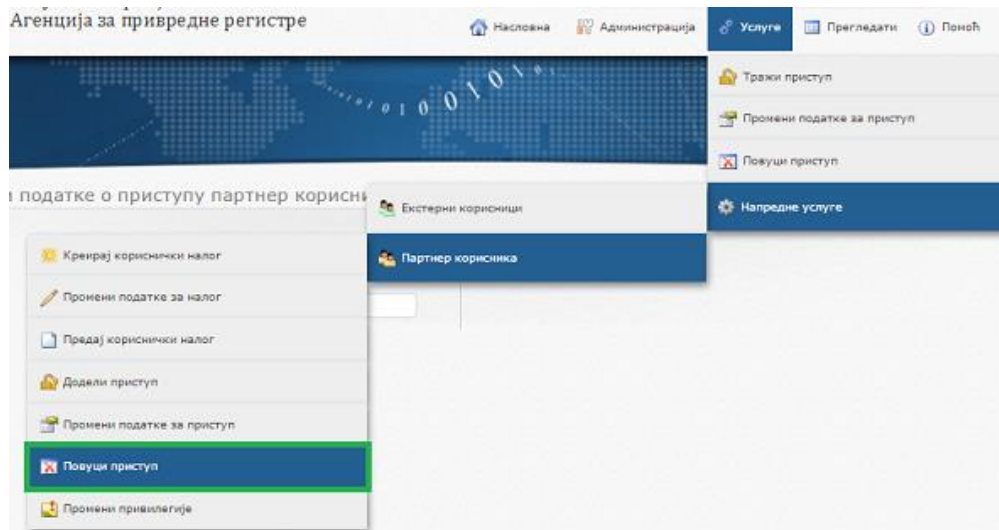 Агенција за привредне регистре
Насловна Администрација Услуге Прегледати Помоћ
Тражи приступ
Промени податке за приступ
Повуци приступ
Напредне услуге
податке о приступу партнер корисни
Екстерни корисници
Партнер корисника
Креирај кориснички налог
Промени податке за налог
Предај кориснички налог
Додели приступ
Промени податке за приступ
Повуци приступ
Промени привилегије